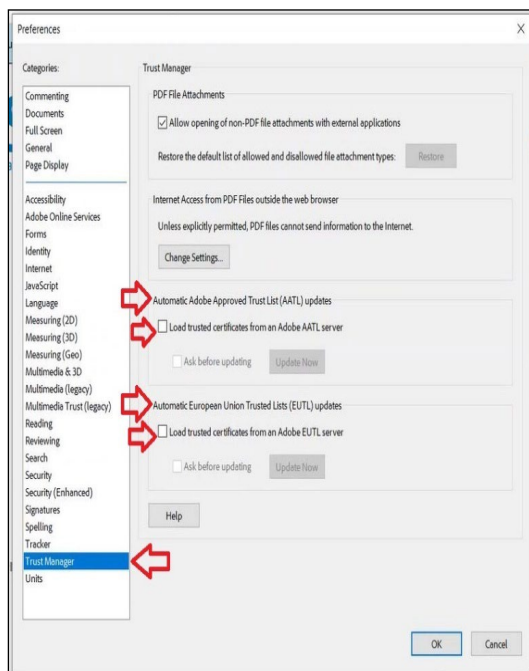 Preferences
X
Categories:
Commenting
Documents
Full Screen
General
Page Display
Accessibility
Adobe Online Services
Forms
Identity
Internet
JavaScript
Language
Measuring (2D)
Measuring (3D)
Measuring (Geo)
Multimedia & 3D
Multimedia (legacy)
Multimedia Trust (legacy)
Reading
Reviewing
Search
Security
Security (Enhanced)
Signatures
Spelling
Tracker
Trust Manager
Units
Trust Manager
PDF File Attachments
Allow opening of non-PDF file attachments with external applications
Restore the default list of allowed and disallowed file attachment types: Restore
Internet Access from PDF Files outside the web browser
Unless explicitly permitted, PDF files cannot send information to the Internet.
Change Settings...
Automatic Adobe Approved Trust List (AATL) updates
Load trusted certificates from an Adobe AATL server
Ask before updating Update Now
Automatic European Union Trusted Lists (EUTL) updates
Load trusted certificates from an Adobe EUTL server
Ask before updating Update Now
Help
OK Cancel